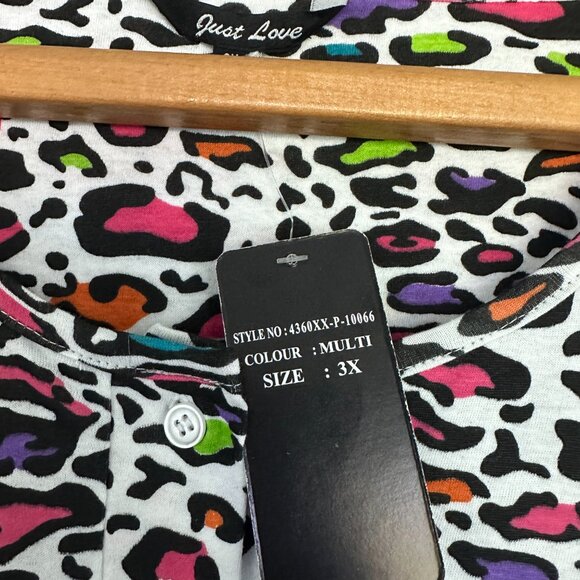 Just Love
STYLE NO : 4360XX-P-10066
COLOUR : MULTI
SIZE : 3X